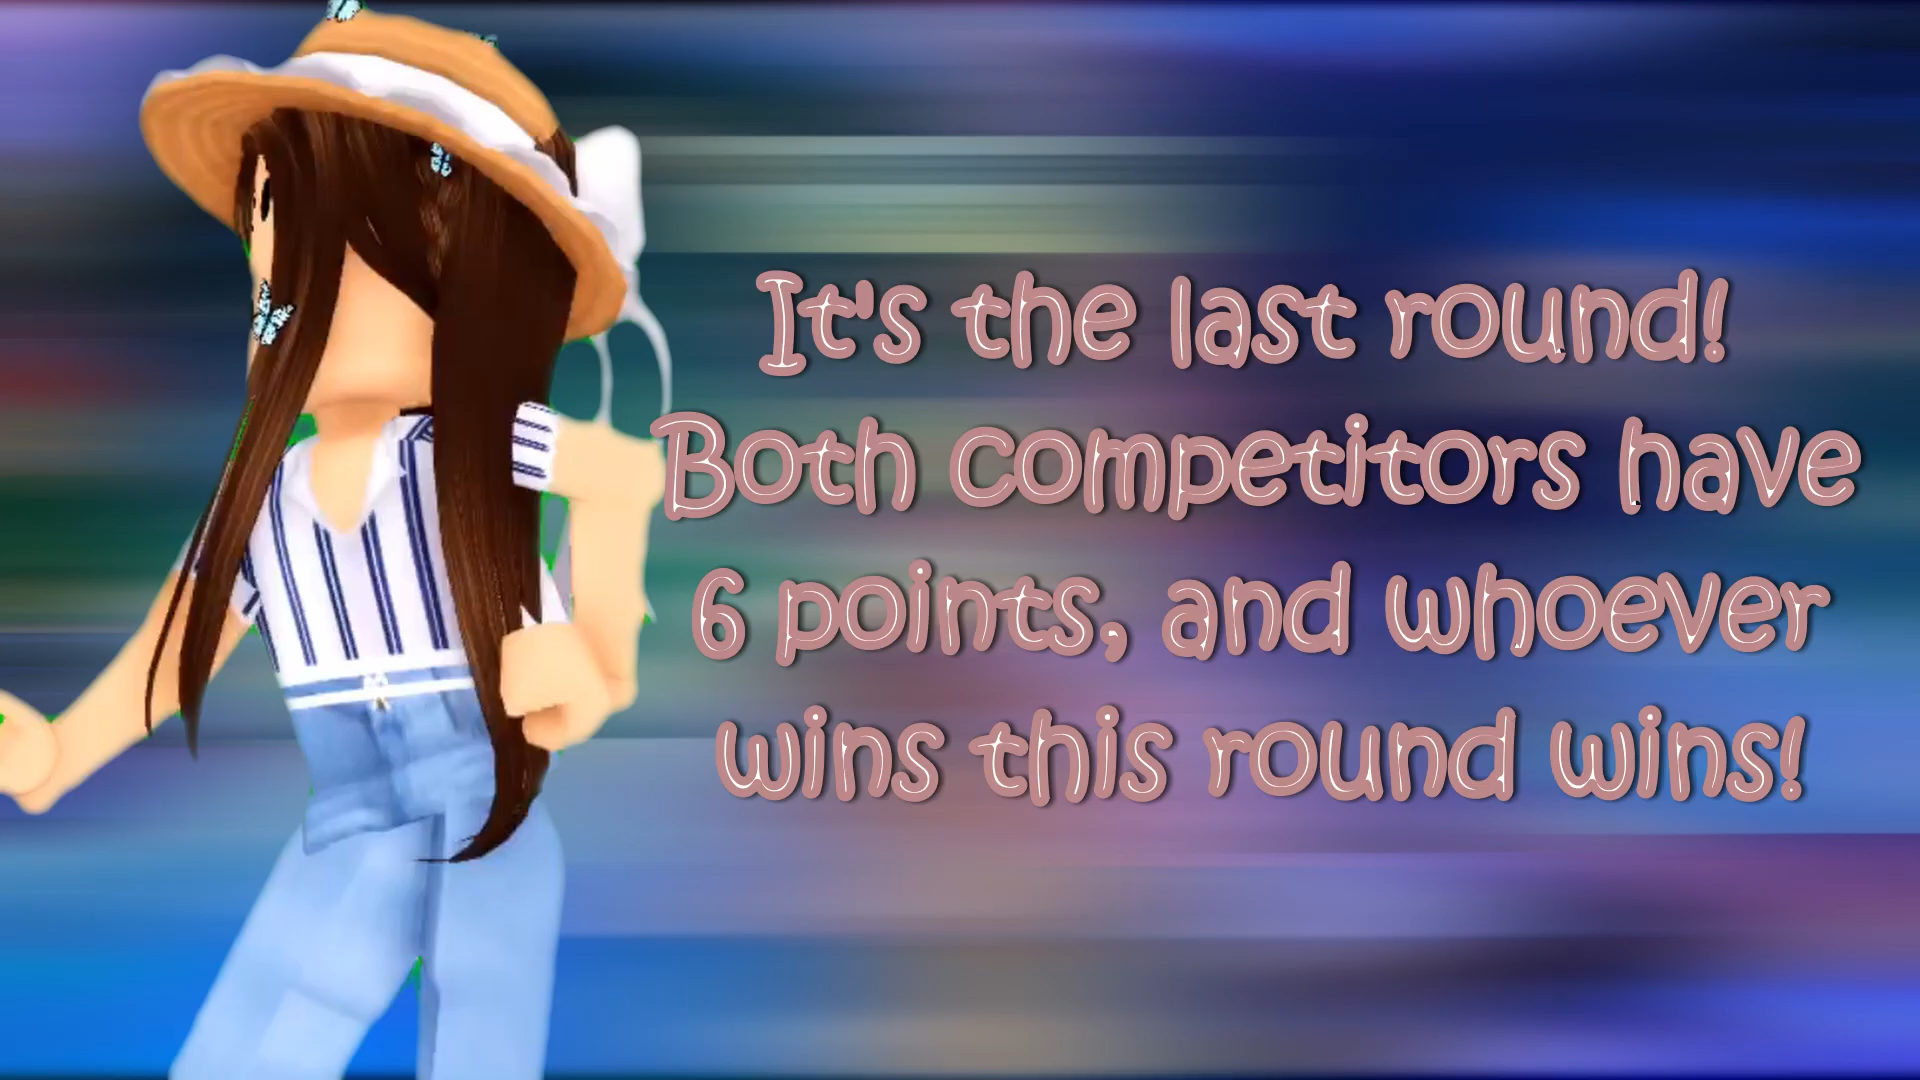 It's the last round!
Both competitors have
6 points, and whoever
wins this round wins!